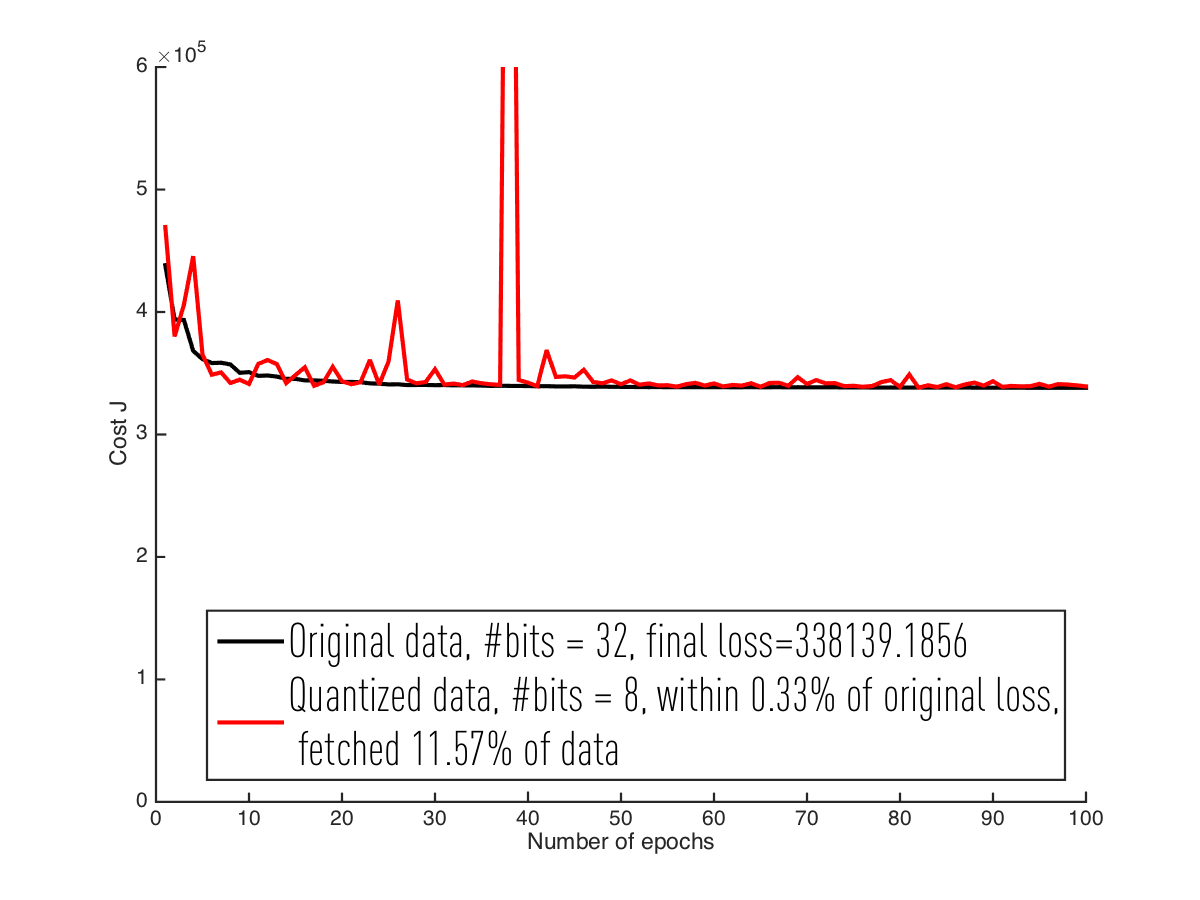 ×10^5
6
5
4
3
2
1
0
Cost J
Original data, #bits = 32, final loss=338139.1856
Quantized data, #bits = 8, within 0.33% of original loss,
fetched 11.57% of data
0 10 20 30 40 50 60 70 80 90 100
Number of epochs